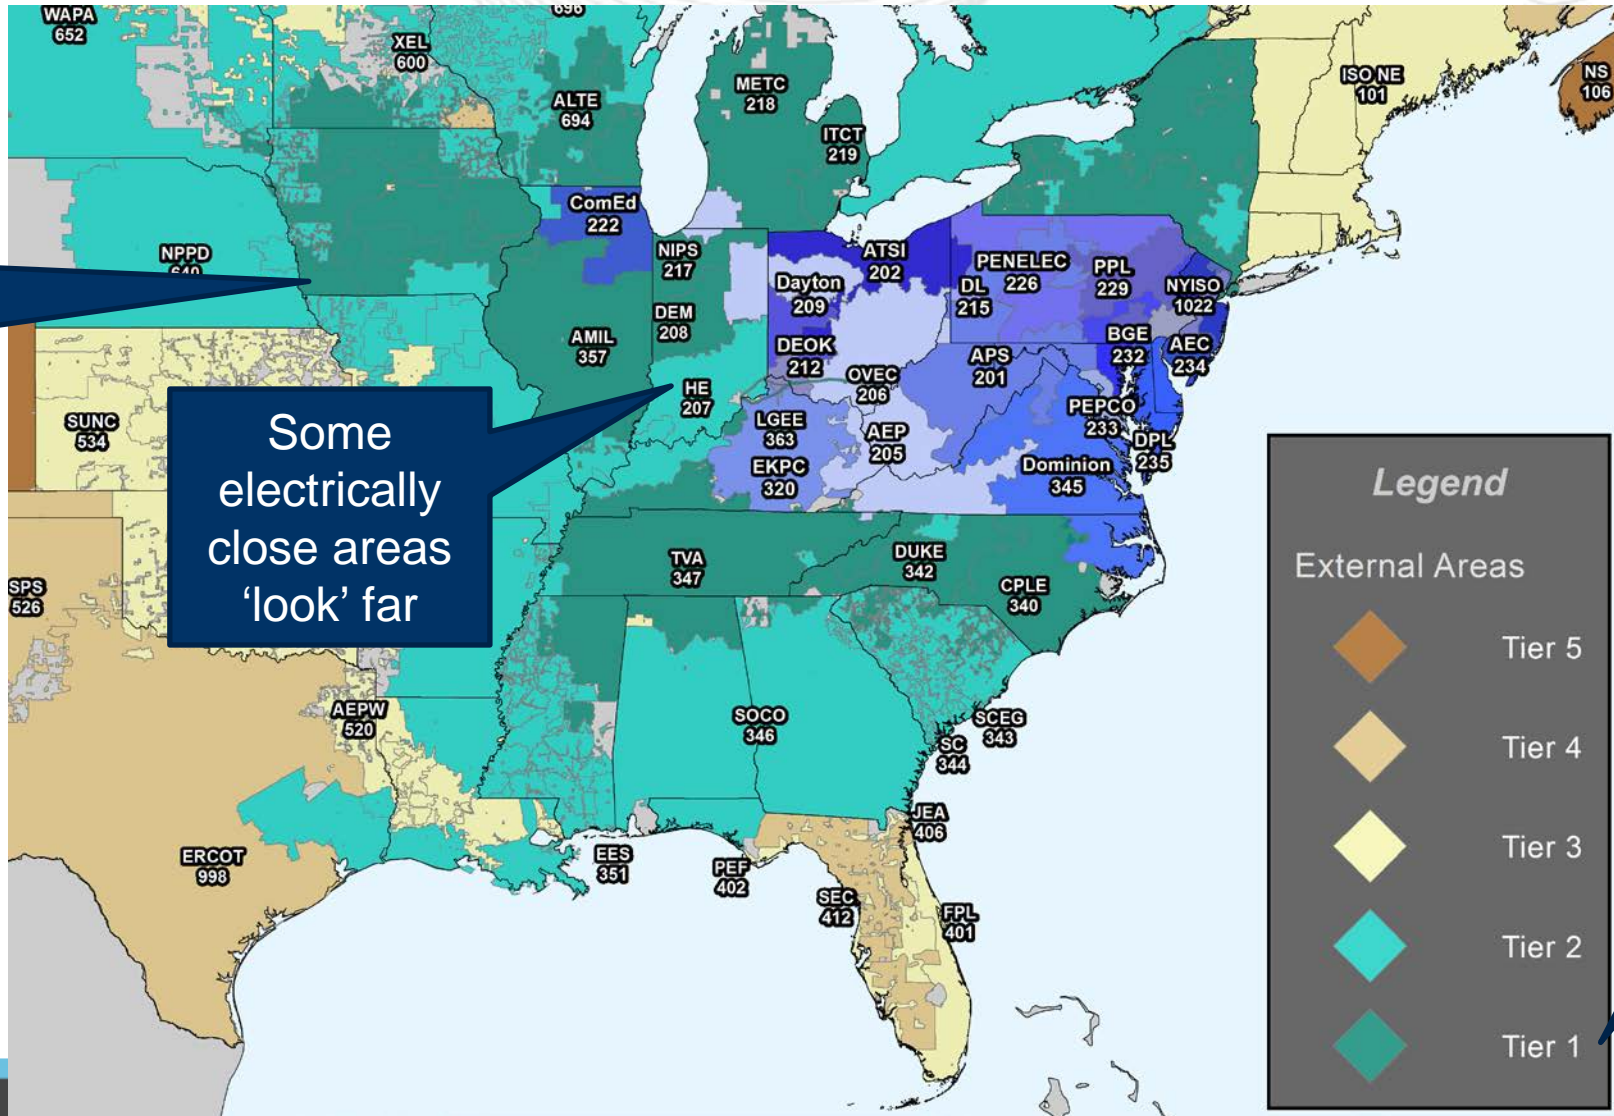 WAPA
652
696
XEL
600
ALTE
694
METC
218
ITCT
219
ISO NE
101
NS
106
ComEd
222
NPPD
640
NIPS
217
ATSI
202
Dayton
209
PENELEC
226
DL
215
PPL
229
NYISO
1022
DEM
208
AMIL
357
DEOK
212
BGE
232
AEC
234
APS
201
OVEC
206
HE
207
PEPCO
233
DPL
235
LGEE
363
EKPC
320
AEP
205
Dominion
345
SUNC
534
Some
electrically
close areas
‘look’ far
TVA
347
DUKE
342
CPLE
340
SPS
526
AEPW
520
SOCO
346
SCEG
343
SC
344
JEA
406
ERCOT
998
EES
351
PEF
402
SEC
412
FPL
401
Legend
External Areas
Tier 5
Tier 4
Tier 3
Tier 2
Tier 1